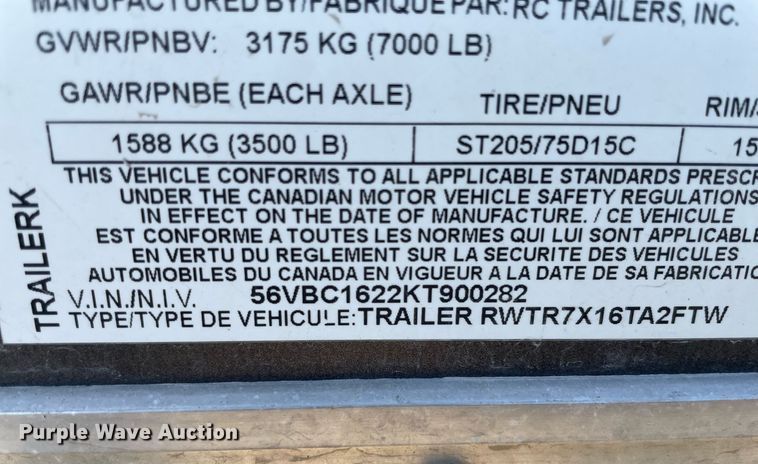 MANUFACTURED BY/FABRIQUE PAR: RC TRAILERS, INC.
GVWR/PNBV: 3175 KG (7000 LB)
GAWR/PNBE (EACH AXLE) TIRE/PNEU RIM/
1588 KG (3500 LB) ST205/75D15C 15
THIS VEHICLE CONFORMS TO ALL APPLICABLE STANDARDS PRESCR
UNDER THE CANADIAN MOTOR VEHICLE SAFETY REGULATIONS
IN EFFECT ON THE DATE OF MANUFACTURE. / CE VEHICULE
EST CONFORME A TOUTES LES NORMES QUI LUI SONT APPLICABLE
EN VERTU DU REGLEMENT SUR LA SECURITE DES VEHICULES
AUTOMOBILES DU CANADA EN VIGUEUR A LA DATE DE SA FABRICATIO
V.I.N./N.I.V. 56VBC1622KT900282
TYPE/TYPE DE VEHICULE: TRAILER RWTR7X16TA2FTW
TRAILERK
Purple Wave Auction